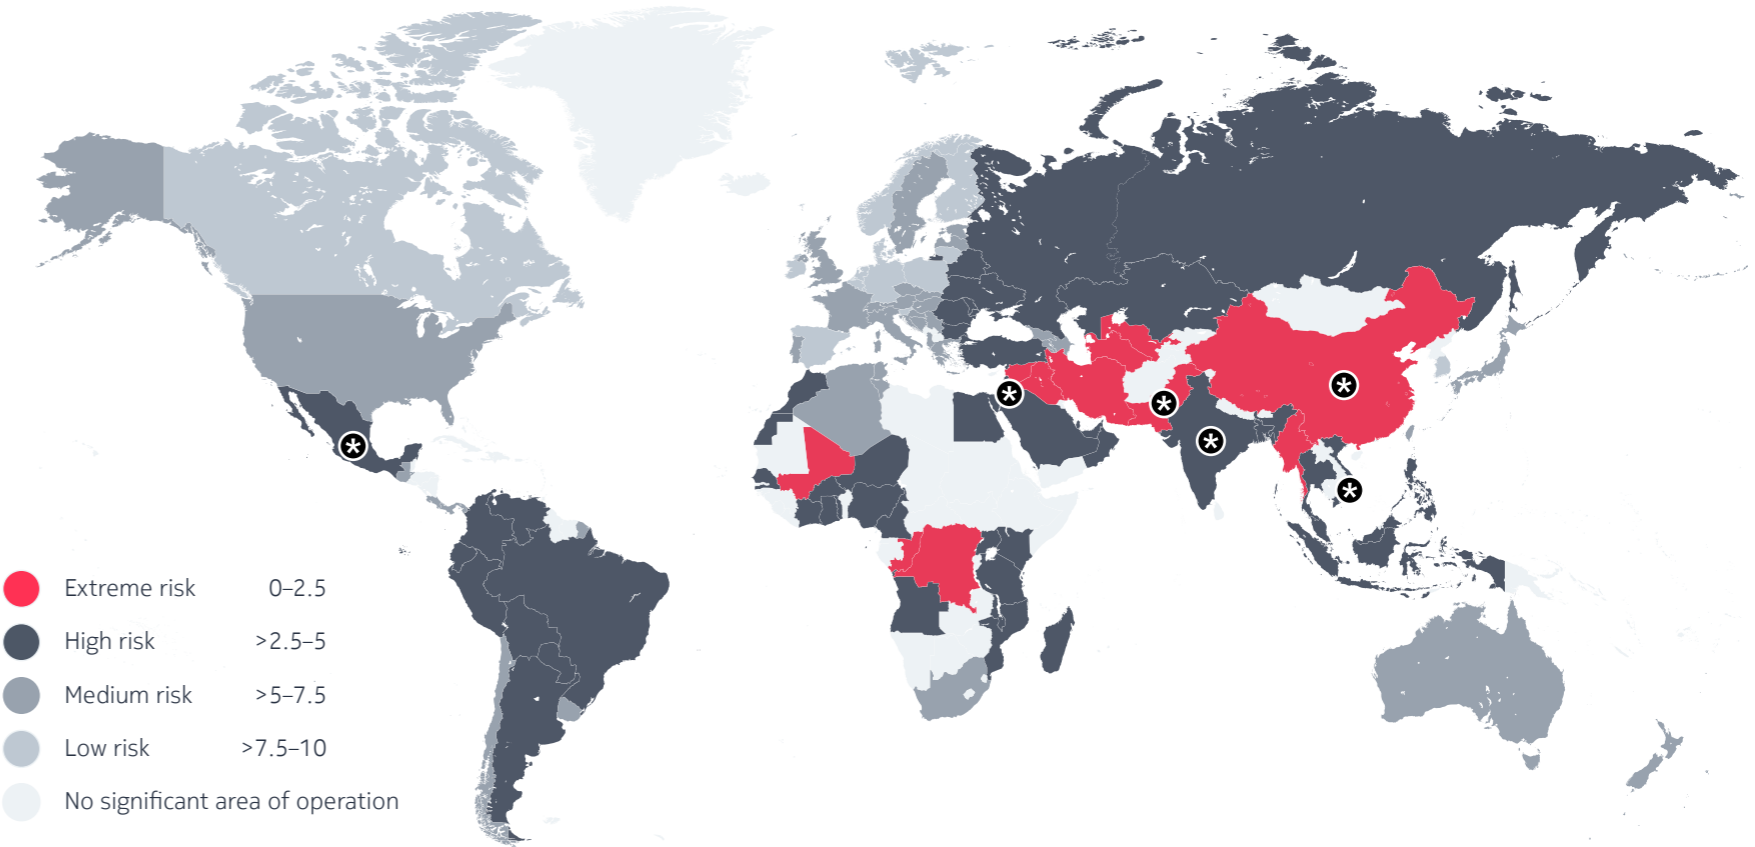 *
*
*
*
*
*
Extreme risk 0–2.5
High risk >2.5–5
Medium risk >5–7.5
Low risk >7.5–10
No significant area of operation